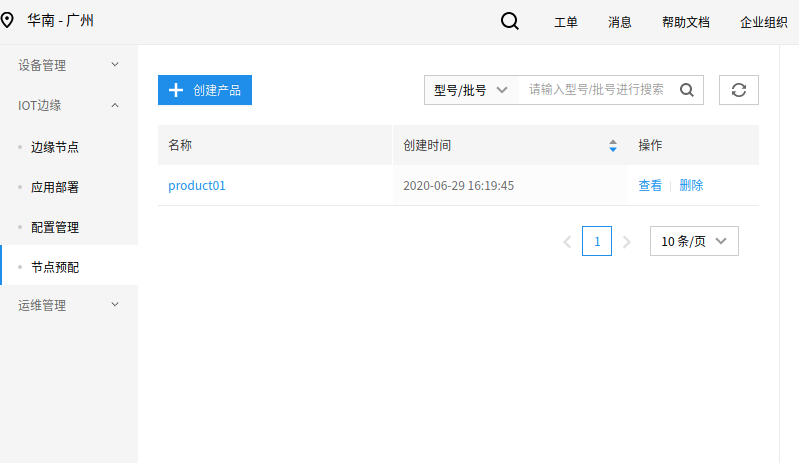 华南 - 广州
工单
消息
帮助文档
企业组织
设备管理
IOT边缘
边缘节点
应用部署
配置管理
节点预配
运维管理
创建产品
型号/批号
请输入型号/批号进行搜索
名称
创建时间
操作
product01
2020-06-29 16:19:45
查看
删除
1
10 条/页